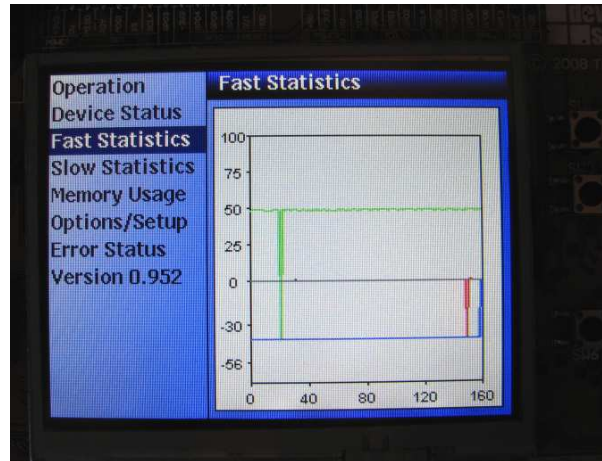 Operation
Device Status
Fast Statistics
Slow Statistics
Memory Usage
Options/Setup
Error Status
Version 0.952
Fast Statistics
100
75
50
25
0
-30
-56
0 40 80 120 160
2008 T